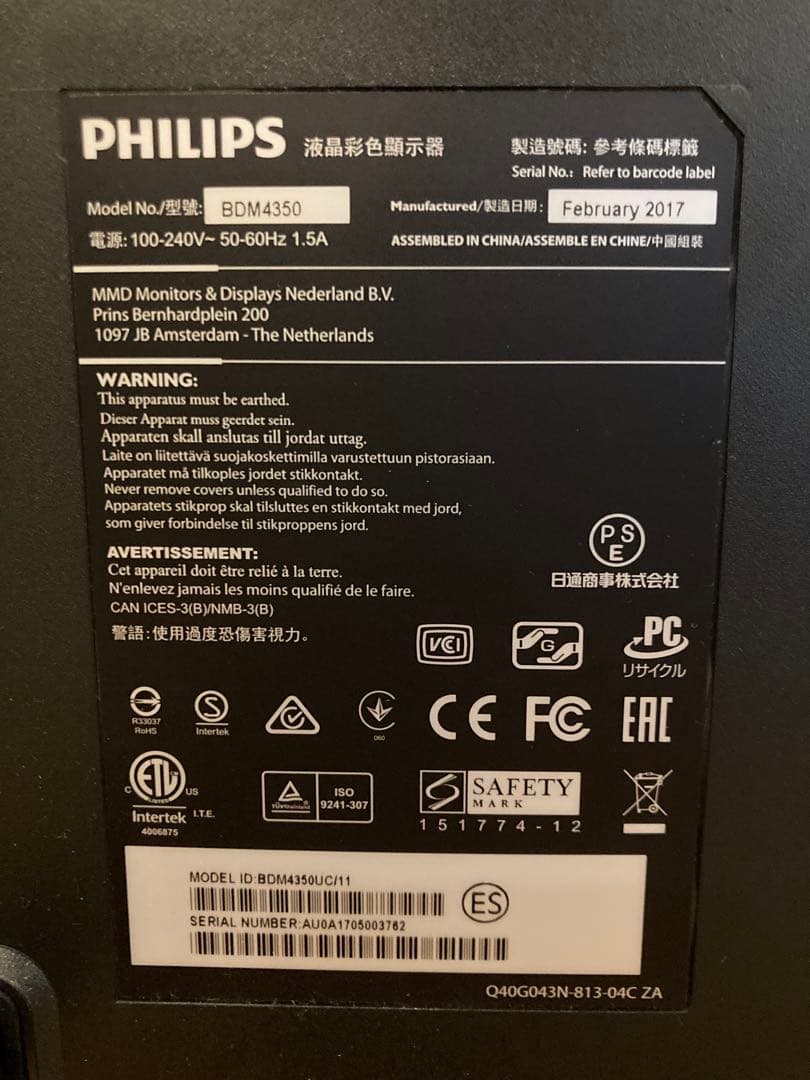 PHILIPS 液晶彩色顯示器
製造號碼: 參考條碼標籤
Serial No.: Refer to barcode label
Model No./型號: BDM4350
Manufactured/製造日期: February 2017
電源: 100-240V~ 50-60Hz 1.5A
ASSEMBLED IN CHINA/ASSEMBLE EN CHINE/中國組裝
MMD Monitors & Displays Nederland B.V.
Prins Bernhardplein 200
1097 JB Amsterdam - The Netherlands
WARNING:
This apparatus must be earthed.
Dieser Apparat muss geerdet sein.
Apparaten skall anslutas till jordat uttag.
Laite on liitettävä suojakoskettimilla varustettuun pistorasiaan.
Apparatet må tilkoples jordet stikkontakt.
Never remove covers unless qualified to do so.
Apparatets stikprop skal tilsluttes en stikkontakt med jord,
som giver forbindelse til stikproppens jord.
AVERTISSEMENT:
Cet appareil doit être relié à la terre.
N'enlevez jamais les moins qualifié de le faire.
CAN ICES-3(B)/NMB-3(B)
警語:使用過度恐傷害視力。
PSE
日通商事株式会社
VCI
G
PC
リサイクル
R33037
RoHS
S
Intertek
060
CE FC EAC
C ETL US
LISTED
Intertek I.T.E.
4006875
TÜVRheinland
ISO
9241-307
S SAFETY
MARK
151774-12
MODEL ID:BDM4350UC/11
ES
SERIAL NUMBER:AU0A1705003762
Q40G043N-813-04C ZA